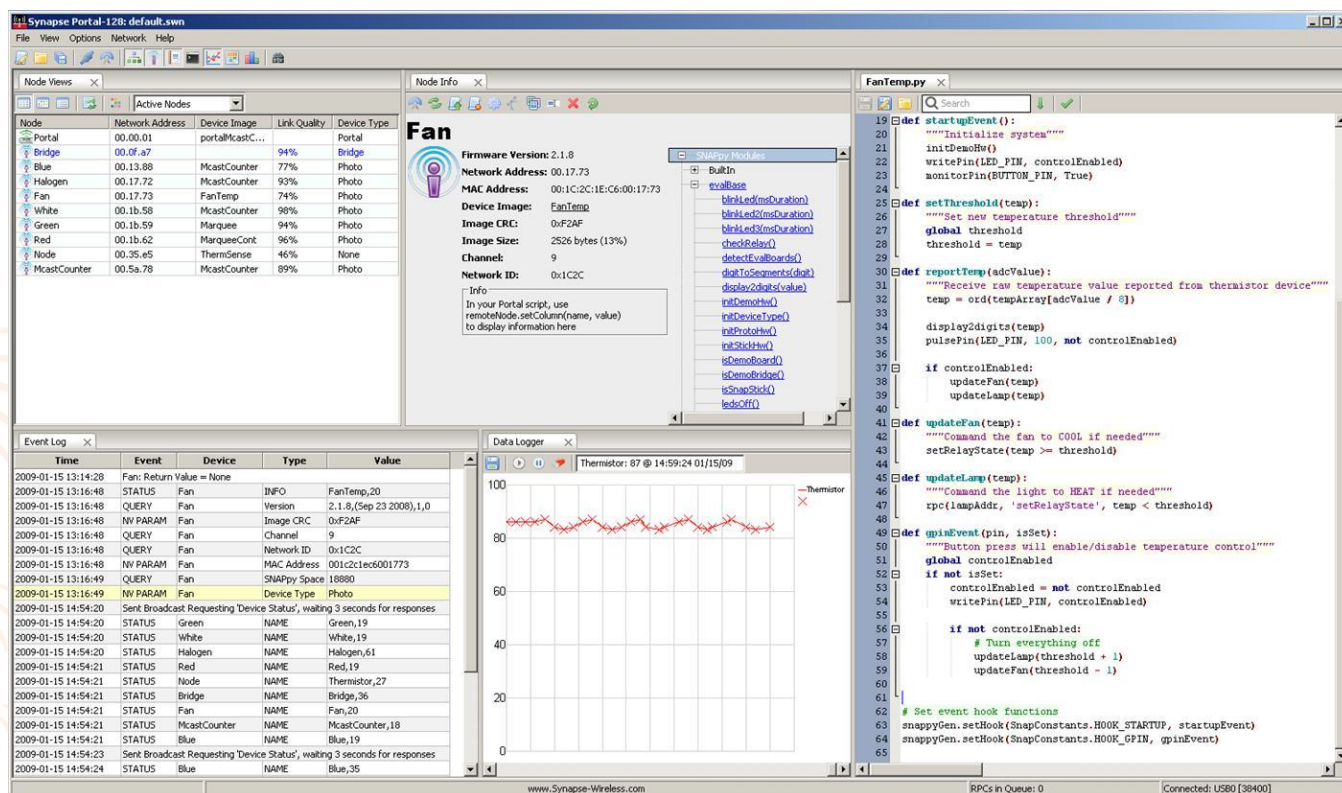 Synapse Portal-128: default.swn
File View Options Network Help
Node Views
Active Nodes
Node Network Address Device Image Link Quality Device Type
Portal 00.00.01 portalMcastC... Portal
Bridge 00.0f.a7 94% Bridge
Blue 00.13.88 McastCounter 77% Photo
Halogen 00.17.72 McastCounter 93% Photo
Fan 00.17.73 FanTemp 74% Photo
White 00.1b.58 McastCounter 98% Photo
Green 00.1b.59 Marquee 94% Photo
Red 00.1b.62 MarqueeCont 96% Photo
Node 00.35.e5 ThermSense 46% None
McastCounter 00.5a.78 McastCounter 89% Photo
Node Info
Fan
Firmware Version: 2.1.8
Network Address: 00.17.73
MAC Address: 00:1C:2C:1E:C6:00:17:73
Device Image: FanTemp
Image CRC: 0xF2AF
Image Size: 2526 bytes (13%)
Channel: 9
Network ID: 0x1C2C
Info
In your Portal script, use
remoteNode.setColumn(name, value)
to display information here
SNAPpy Modules
BuiltIn
evalBase
blinkLed(msDuration)
blinkLed2(msDuration)
blinkLed3(msDuration)
checkRelay()
detectEvalBoards()
digitToSegments(digit)
display2digits(value)
initDemoHw()
initDeviceType()
initProtoHw()
initStickHw()
isDemoBoard()
isDemoBridge()
isSnapStick()
ledsOff()
Event Log
Time Event Device Type Value
2009-01-15 13:14:28 Fan: Return Value = None
2009-01-15 13:16:48 STATUS Fan INFO FanTemp,20
2009-01-15 13:16:48 QUERY Fan Version 2.1.8,(Sep 23 2008),1,0
2009-01-15 13:16:48 NV PARAM Fan Image CRC 0xF2AF
2009-01-15 13:16:48 QUERY Fan Channel 9
2009-01-15 13:16:48 QUERY Fan Network ID 0x1C2C
2009-01-15 13:16:48 NV PARAM Fan MAC Address 001c2c1ec6001773
2009-01-15 13:16:49 QUERY Fan SNAPpy Space 18880
2009-01-15 13:16:49 NV PARAM Fan Device Type Photo
2009-01-15 14:54:20 Sent Broadcast Requesting 'Device Status', waiting 3 seconds for responses
2009-01-15 14:54:20 STATUS Green NAME Green,19
2009-01-15 14:54:20 STATUS White NAME White,19
2009-01-15 14:54:20 STATUS Halogen NAME Halogen,61
2009-01-15 14:54:21 STATUS Red NAME Red,19
2009-01-15 14:54:21 STATUS Node NAME Thermistor,27
2009-01-15 14:54:21 STATUS Bridge NAME Bridge,36
2009-01-15 14:54:21 STATUS Fan NAME Fan,20
2009-01-15 14:54:21 STATUS McastCounter NAME McastCounter,18
2009-01-15 14:54:21 STATUS Blue NAME Blue,19
2009-01-15 14:54:23 Sent Broadcast Requesting 'Device Status', waiting 3 seconds for responses
2009-01-15 14:54:24 STATUS Blue NAME Blue,35
Data Logger
Thermistor: 87 @ 14:59:24 01/15/09
100
80
60
40
20
0
Thermistor
FanTemp.py
Search
19 def startupEvent():
20 """Initialize system"""
21 initDemoHw()
22 writePin(LED_PIN, controlEnabled)
23 monitorPin(BUTTON_PIN, True)
24
25 def setThreshold(temp):
26 """Set new temperature threshold"""
27 global threshold
28 threshold = temp
29
30 def reportTemp(adcValue):
31 """Receive raw temperature value reported from thermistor device"""
32 temp = ord(tempArray[adcValue / 8])
33
34 display2digits(temp)
35 pulsePin(LED_PIN, 100, not controlEnabled)
36
37 if controlEnabled:
38 updateFan(temp)
39 updateLamp(temp)
40
41 def updateFan(temp):
42 """Command the fan to COOL if needed"""
43 setRelayState(temp >= threshold)
44
45 def updateLamp(temp):
46 """Command the light to HEAT if needed"""
47 rpc(lampAddr, 'setRelayState', temp < threshold)
48
49 def gpinEvent(pin, isSet):
50 """Button press will enable/disable temperature control"""
51 global controlEnabled
52 if not isSet:
53 controlEnabled = not controlEnabled
54 writePin(LED_PIN, controlEnabled)
55
56 if not controlEnabled:
57 # Turn everything off
58 updateLamp(threshold + 1)
59 updateFan(threshold - 1)
60
61
62 # Set event hook functions
63 snappyGen.setHook(SnapConstants.HOOK_STARTUP, startupEvent)
64 snappyGen.setHook(SnapConstants.HOOK_GPIN, gpinEvent)
65
www.Synapse-Wireless.com
RPCs in Queue: 0
Connected: USB0 [38400]